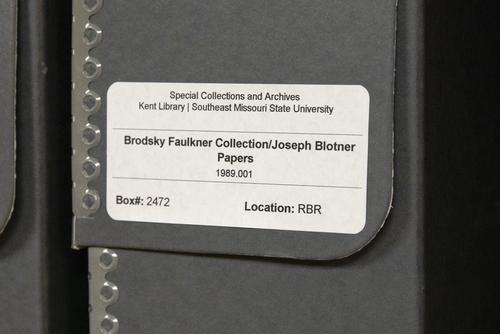 Special Collections and Archives
Kent Library | Southeast Missouri State University
Brodsky Faulkner Collection/Joseph Blotner
Papers
1989.001
Box#: 2472 Location: RBR